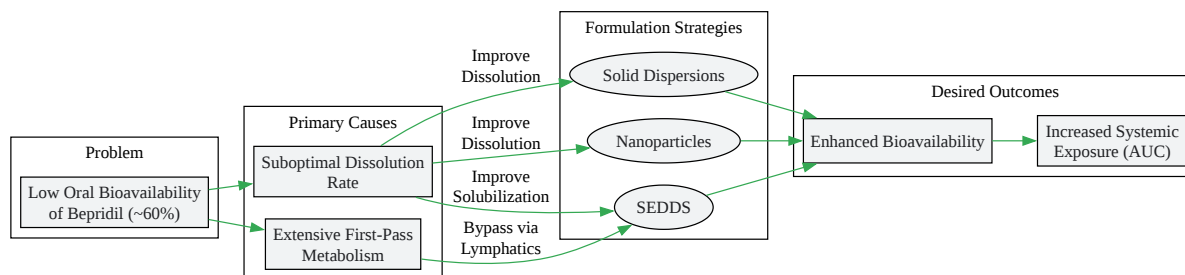 Problem
Low Oral Bioavailability
of Bepridil (~60%)
Primary Causes
Suboptimal Dissolution
Rate
Extensive First-Pass
Metabolism
Improve
Dissolution
Improve
Dissolution
Improve
Solubilization
Bypass via
Lymphatics
Formulation Strategies
Solid Dispersions
Nanoparticles
SEDDS
Desired Outcomes
Enhanced Bioavailability
Increased Systemic
Exposure (AUC)